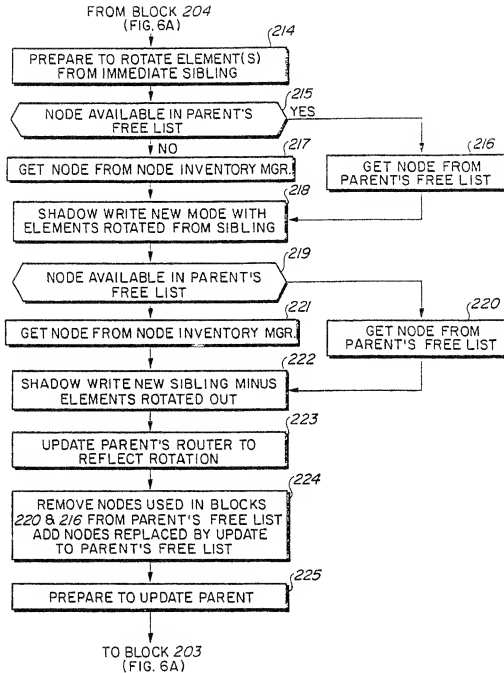 FROM BLOCK 204
(FIG. 6A)
214
PREPARE TO ROTATE ELEMENT(S)
FROM IMMEDIATE SIBLING
215
NODE AVAILABLE IN PARENT'S
FREE LIST
YES
NO
217
216
GET NODE FROM NODE INVENTORY MGR.
GET NODE FROM
PARENT'S FREE LIST
218
SHADOW WRITE NEW MODE WITH
ELEMENTS ROTATED FROM SIBLING
219
NODE AVAILABLE IN PARENT'S
FREE LIST
221
220
GET NODE FROM NODE INVENTORY MGR.
GET NODE FROM
PARENT'S FREE LIST
222
SHADOW WRITE NEW SIBLING MINUS
ELEMENTS ROTATED OUT
223
UPDATE PARENT'S ROUTER TO
REFLECT ROTATION
224
REMOVE NODES USED IN BLOCKS
220 & 216 FROM PARENT'S FREE LIST
ADD NODES REPLACED BY UPDATE
TO PARENT'S FREE LIST
225
PREPARE TO UPDATE PARENT
TO BLOCK 203
(FIG. 6A)